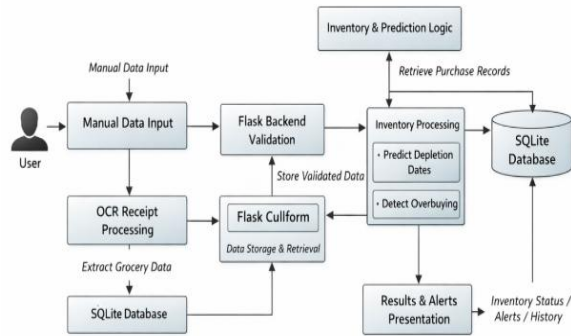 Inventory & Prediction Logic
Manual Data Input
Retrieve Purchase Records
User
Manual Data Input
Flask Backend
Validation
Inventory Processing
• Predict Depletion
Dates
• Detect Overbuying
SQLite
Database
Store Validated Data
OCR Receipt
Processing
Flask Cullform
Data Storage & Retrieval
Extract Grocery Data
SQLite Database
Results & Alerts
Presentation
Inventory Status /
Alerts / History